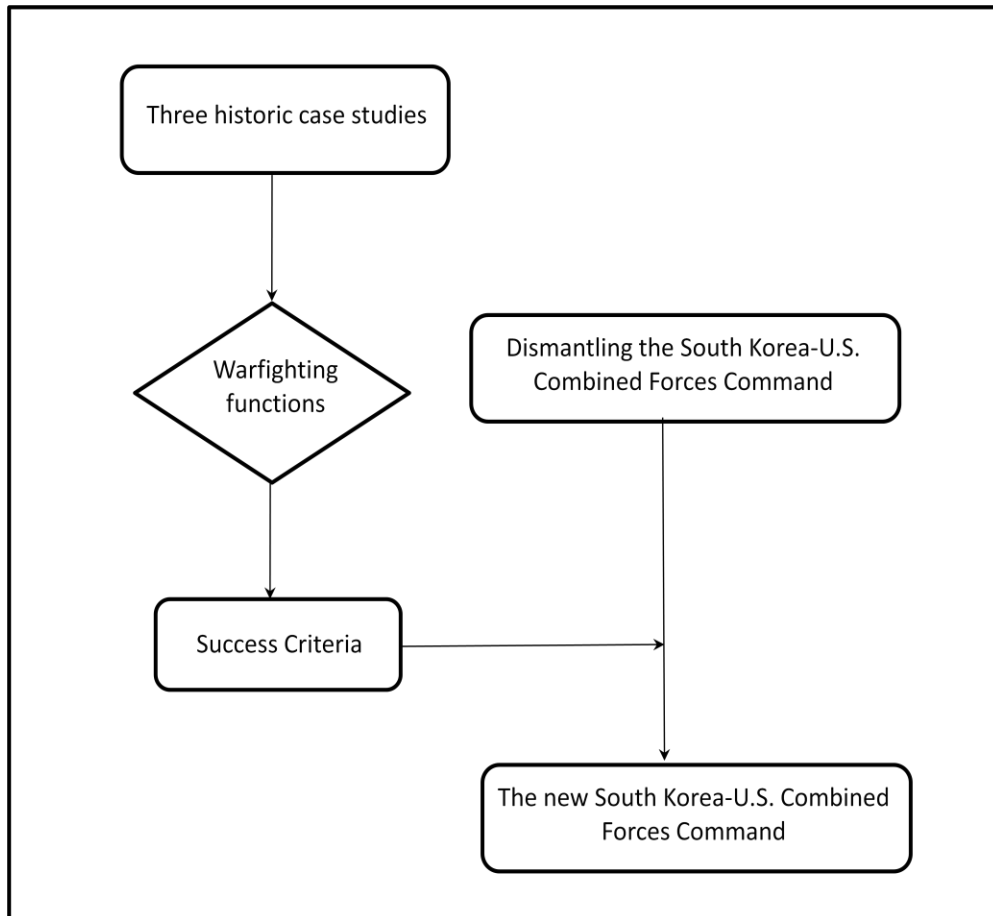 Three historic case studies
Warfighting
functions
Dismantling the South Korea-U.S.
Combined Forces Command
Success Criteria
The new South Korea-U.S. Combined
Forces Command